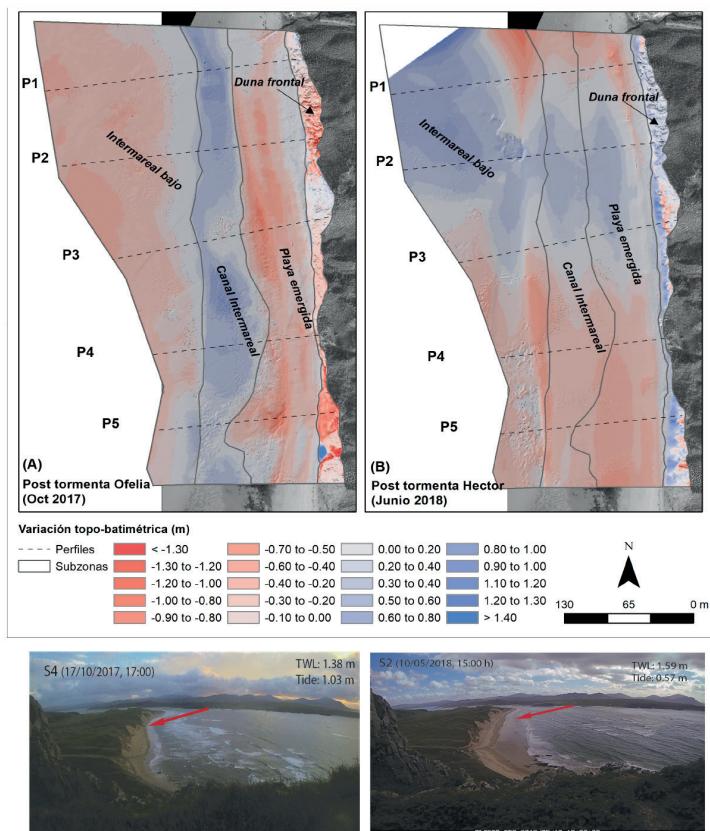 P1
P2
P3
P4
P5
Duna frontal
Intermareal bajo
Canal Intermareal
Playa emergida
(A)
Post tormenta Ofelia
(Oct 2017)
P1
P2
P3
P4
P5
Duna frontal
Intermareal bajo
Playa emergida
Canal Intermareal
(B)
Post tormenta Hector
(Junio 2018)
Variación topo-batimétrica (m)
Perfiles
Subzonas
< -1.30
-1.30 to -1.20
-1.20 to -1.00
-1.00 to -0.80
-0.90 to -0.80
-0.70 to -0.50
-0.60 to -0.40
-0.40 to -0.20
-0.30 to -0.20
-0.10 to 0.00
0.00 to 0.20
0.20 to 0.40
0.30 to 0.40
0.50 to 0.60
0.60 to 0.80
0.80 to 1.00
0.90 to 1.00
1.10 to 1.20
1.20 to 1.30
> 1.40
N
130 65 0 m
S4 (17/10/2017, 17:00)
TWL: 1.38 m
Tide: 1.03 m
S2 (10/05/2018, 15:00 h)
TWL: 1.59 m
Tide: 0.57 m